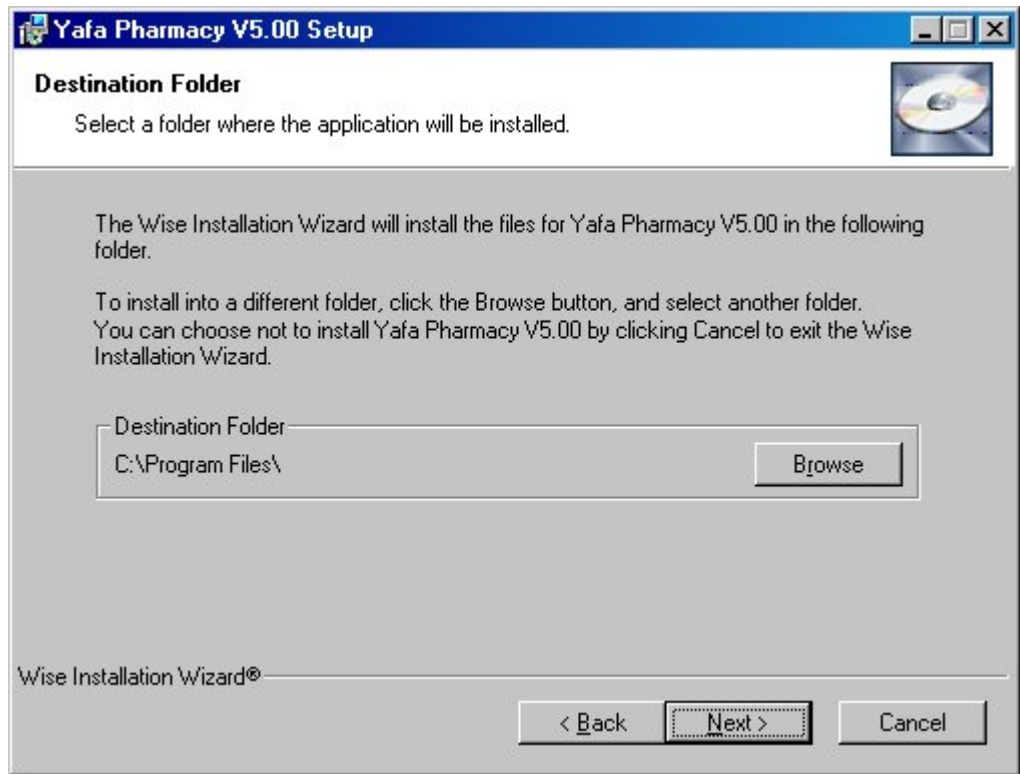 Yafa Pharmacy V5.00 Setup
Destination Folder
Select a folder where the application will be installed.
The Wise Installation Wizard will install the files for Yafa Pharmacy V5.00 in the following
folder.
To install into a different folder, click the Browse button, and select another folder.
You can choose not to install Yafa Pharmacy V5.00 by clicking Cancel to exit the Wise
Installation Wizard.
Destination Folder
C:\Program Files\
Browse
Wise Installation Wizard®
< Back
Next >
Cancel